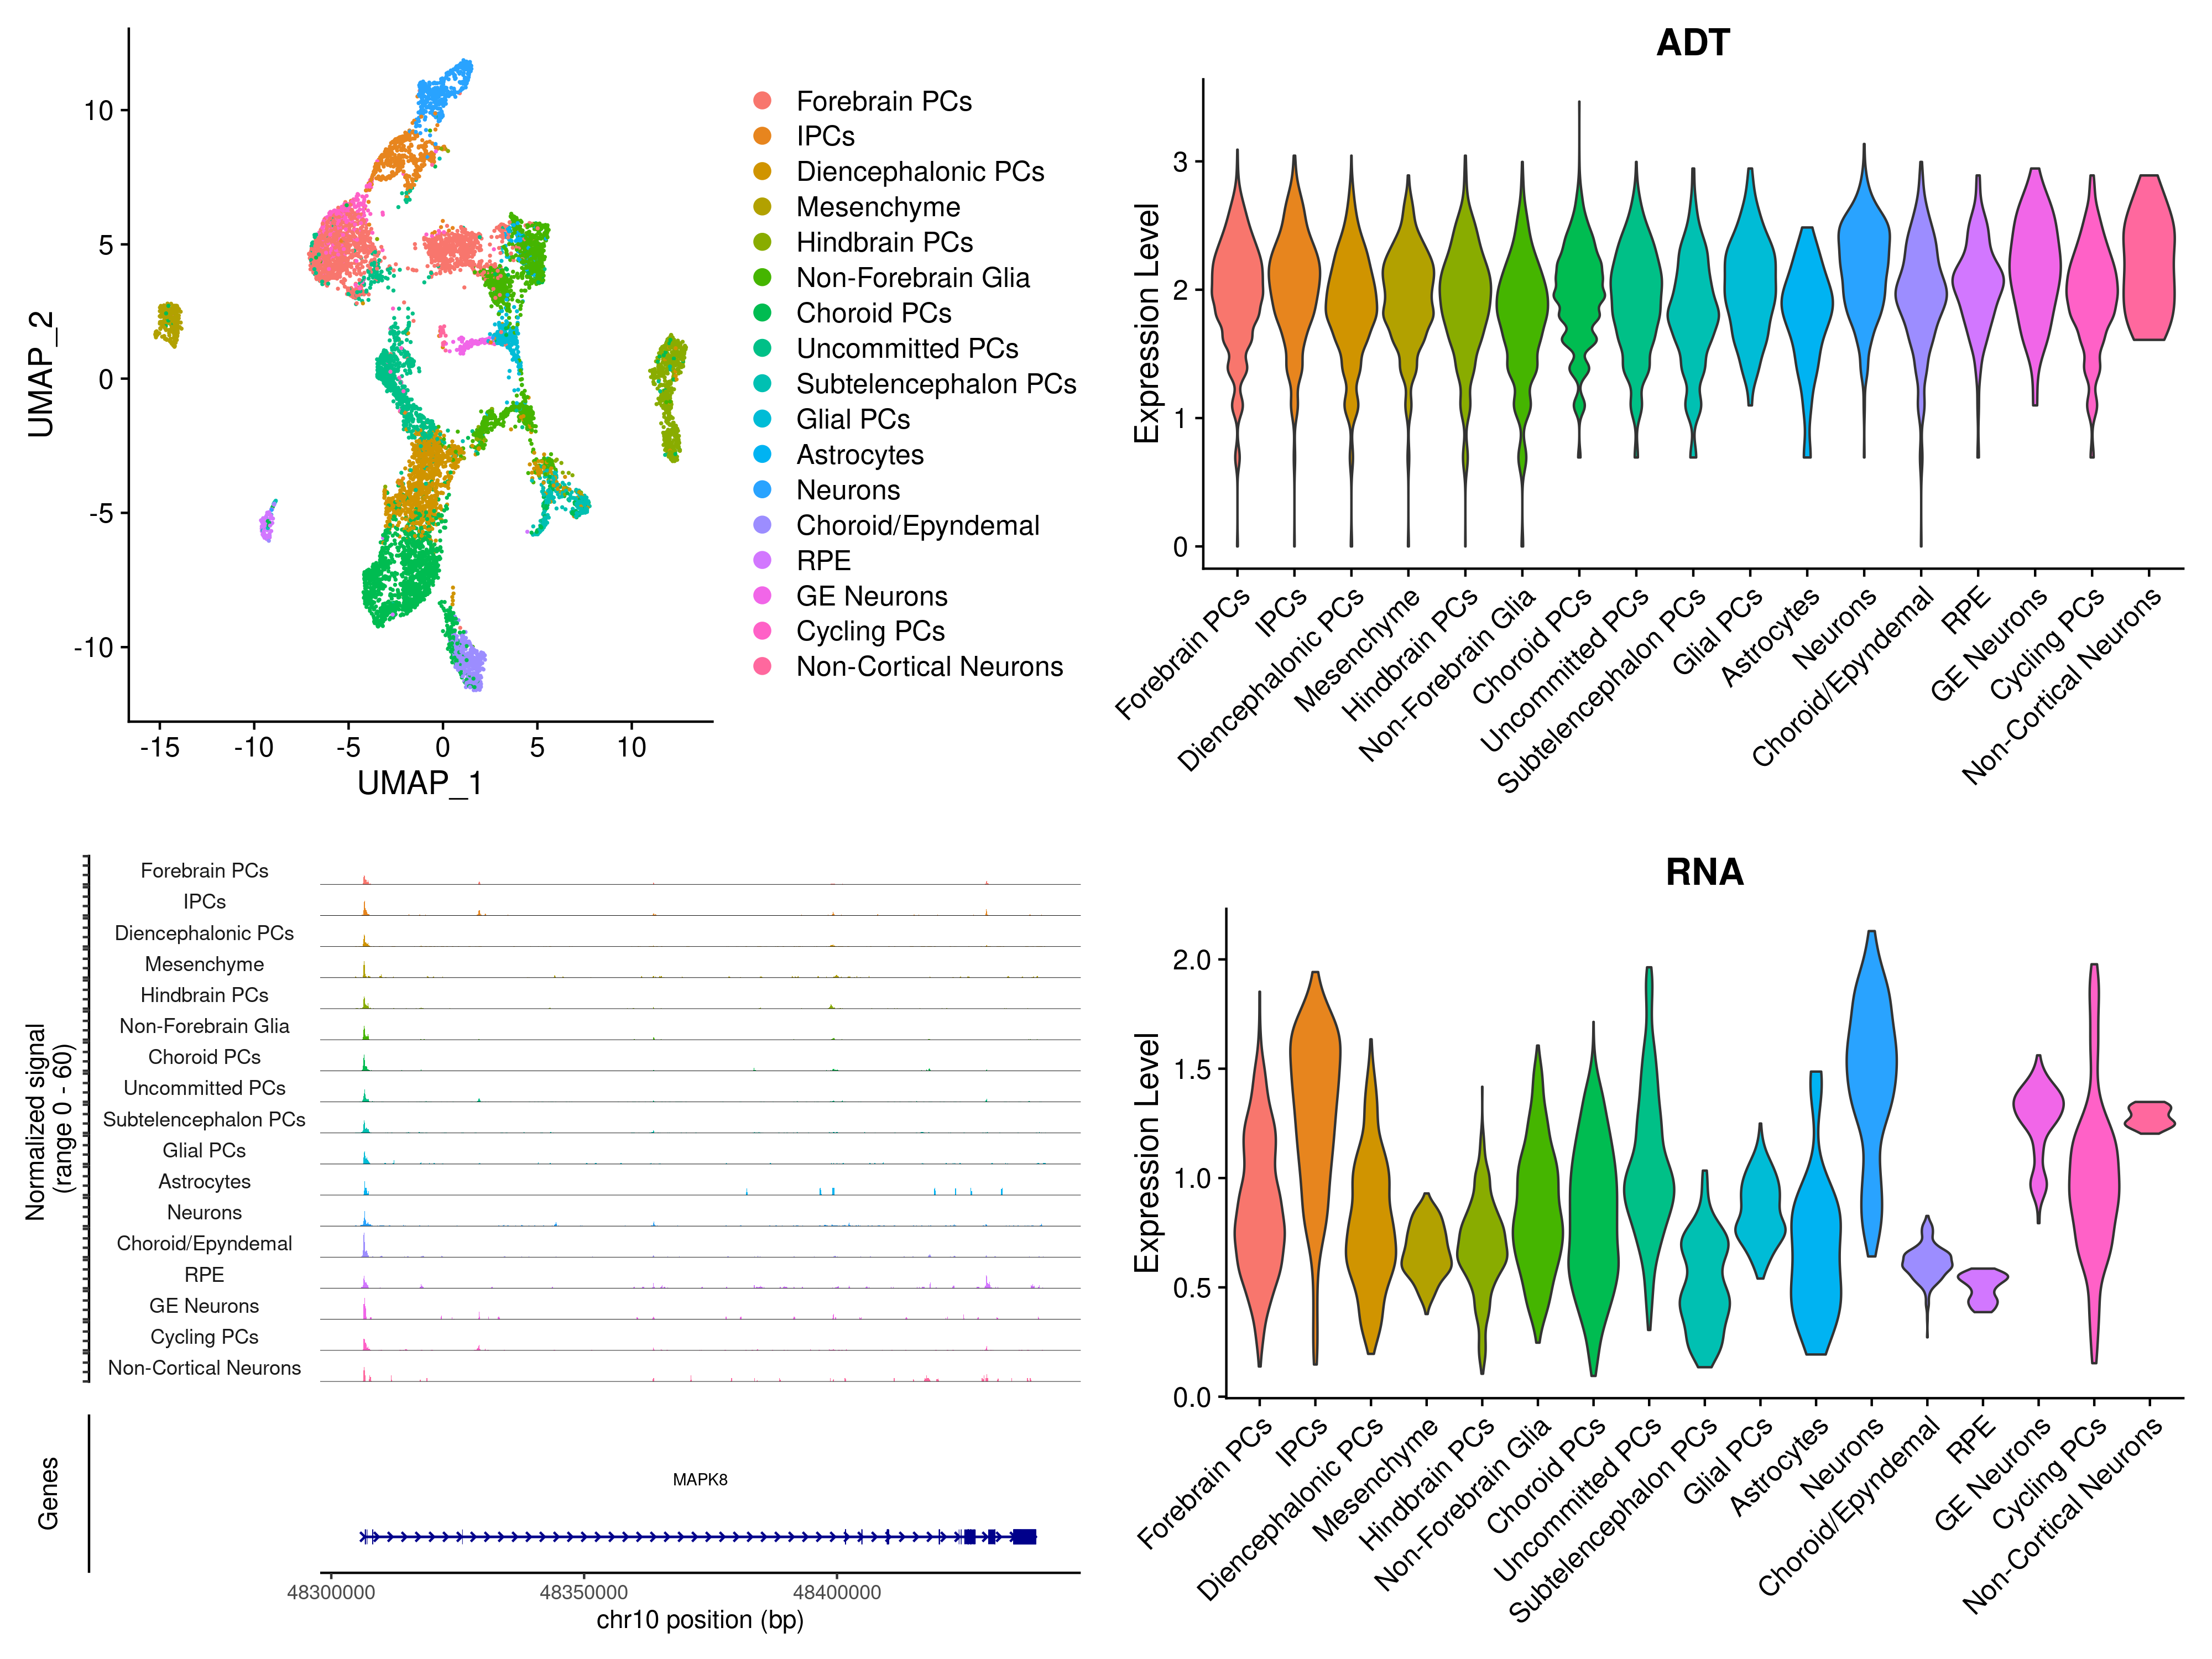 10
5
0
-5
-10
UMAP_2
-15 -10 -5 0 5 10
UMAP_1
Forebrain PCs
IPCs
Diencephalonic PCs
Mesenchyme
Hindbrain PCs
Non-Forebrain Glia
Choroid PCs
Uncommitted PCs
Subtelencephalon PCs
Glial PCs
Astrocytes
Neurons
Choroid/Epyndemal
RPE
GE Neurons
Cycling PCs
Non-Cortical Neurons
ADT
Expression Level
3
2
1
0
Forebrain PCs
IPCs
Diencephalonic PCs
Mesenchyme
Hindbrain PCs
Non-Forebrain Glia
Choroid PCs
Uncommitted PCs
Subtelencephalon PCs
Glial PCs
Astrocytes
Neurons
Choroid/Epyndemal
RPE
GE Neurons
Cycling PCs
Non-Cortical Neurons
Normalized signal
(range 0 - 60)
Forebrain PCs
IPCs
Diencephalonic PCs
Mesenchyme
Hindbrain PCs
Non-Forebrain Glia
Choroid PCs
Uncommitted PCs
Subtelencephalon PCs
Glial PCs
Astrocytes
Neurons
Choroid/Epyndemal
RPE
GE Neurons
Cycling PCs
Non-Cortical Neurons
Genes
MAPK8
48300000 48350000 48400000
chr10 position (bp)
RNA
Expression Level
2.0
1.5
1.0
0.5
0.0
Forebrain PCs
IPCs
Diencephalonic PCs
Mesenchyme
Hindbrain PCs
Non-Forebrain Glia
Choroid PCs
Uncommitted PCs
Subtelencephalon PCs
Glial PCs
Astrocytes
Neurons
Choroid/Epyndemal
RPE
GE Neurons
Cycling PCs
Non-Cortical Neurons